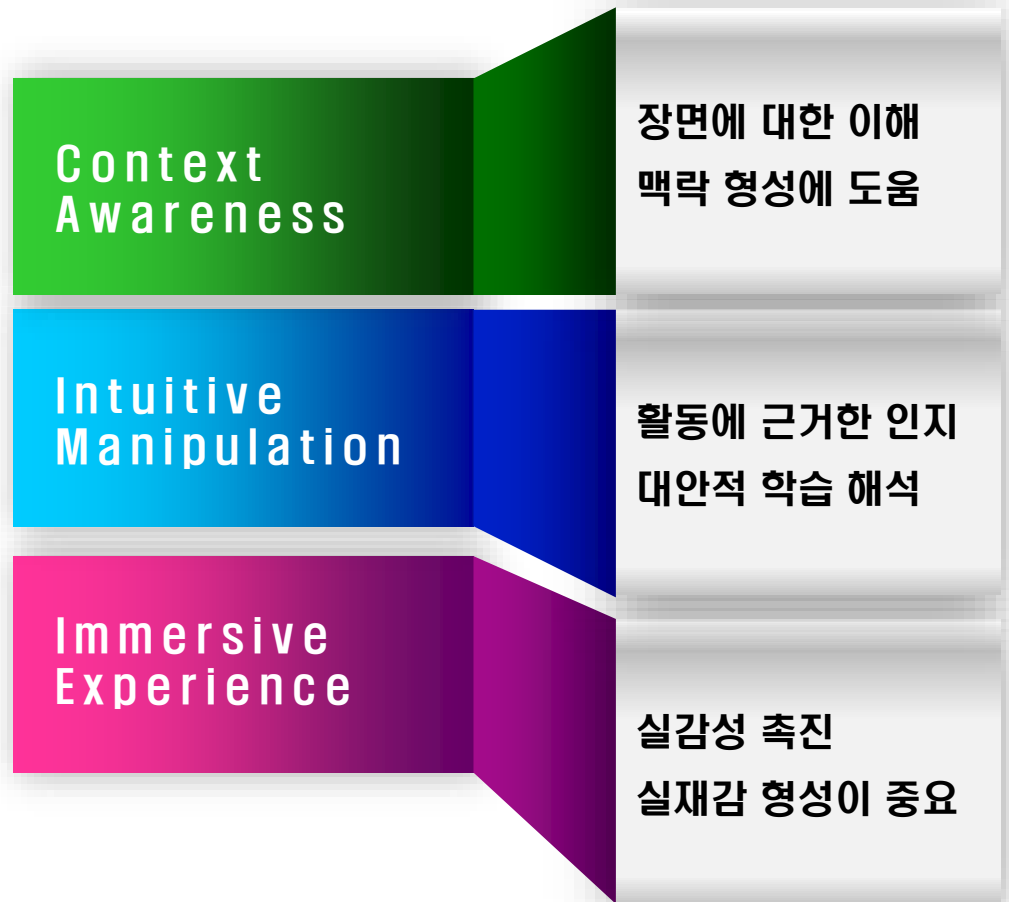 Context
Awareness
장면에 대한 이해
맥락 형성에 도움
Intuitive
Manipulation
활동에 근거한 인지
대안적 학습 해석
Immersive
Experience
실감성 촉진
실재감 형성이 중요